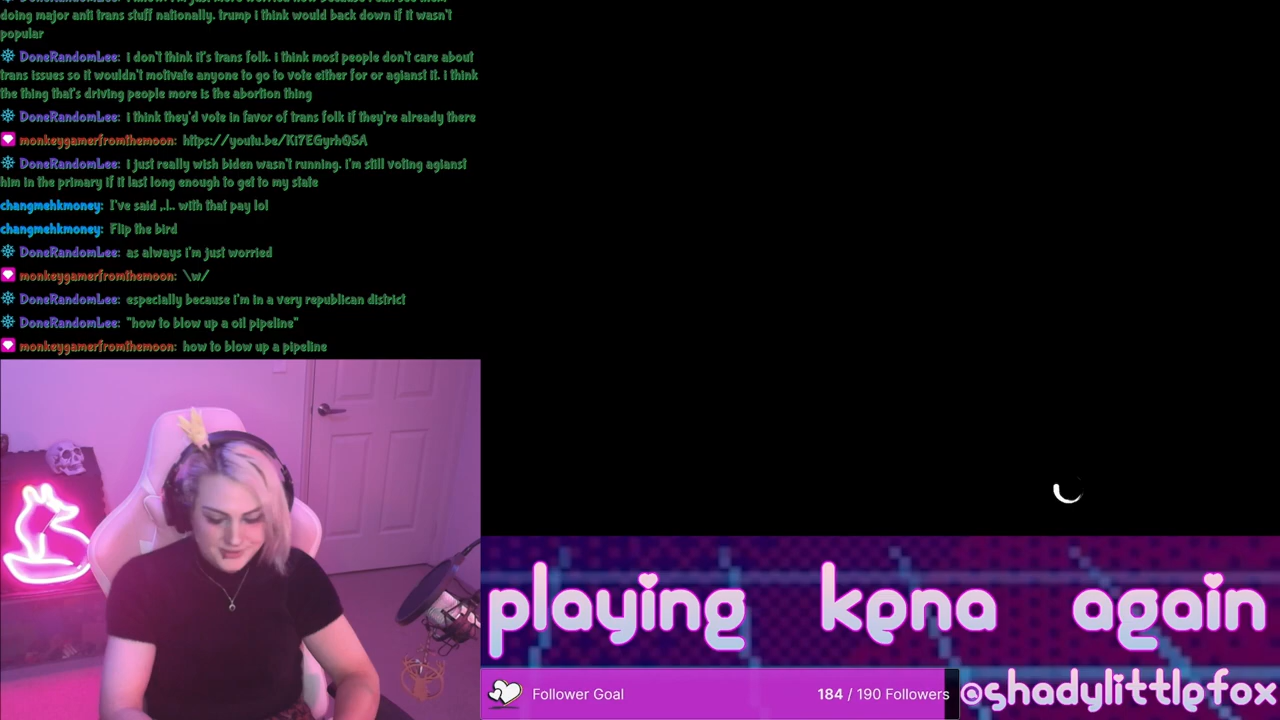 doing major anti trans stuff nationally. trump i think would back down if it wasn't
popular
DoneRandomLee: i don't think it's trans folk. i think most people don't care about
trans issues so it wouldn't motivate anyone to go to vote either for or agianst it. i think
the thing that's driving people more is the abortion thing
DoneRandomLee: i think they'd vote in favor of trans folk if they're already there
monkeygamerfromthemoon: https://youtu.be/Ki7EGyrhQSA
DoneRandomLee: i just really wish biden wasn't running. i'm still voting agianst
him in the primary if it last long enough to get to my state
changmehkmoney: I've said ,.l.. with that pay lol
changmehkmoney: Flip the bird
DoneRandomLee: as always i'm just worried
monkeygamerfromthemoon: \w/
DoneRandomLee: especially because i'm in a very republican district
DoneRandomLee: "how to blow up a oil pipeline"
monkeygamerfromthemoon: how to blow up a pipeline
playing kena again
Follower Goal 184 / 190 Followers
@shadylittlefox